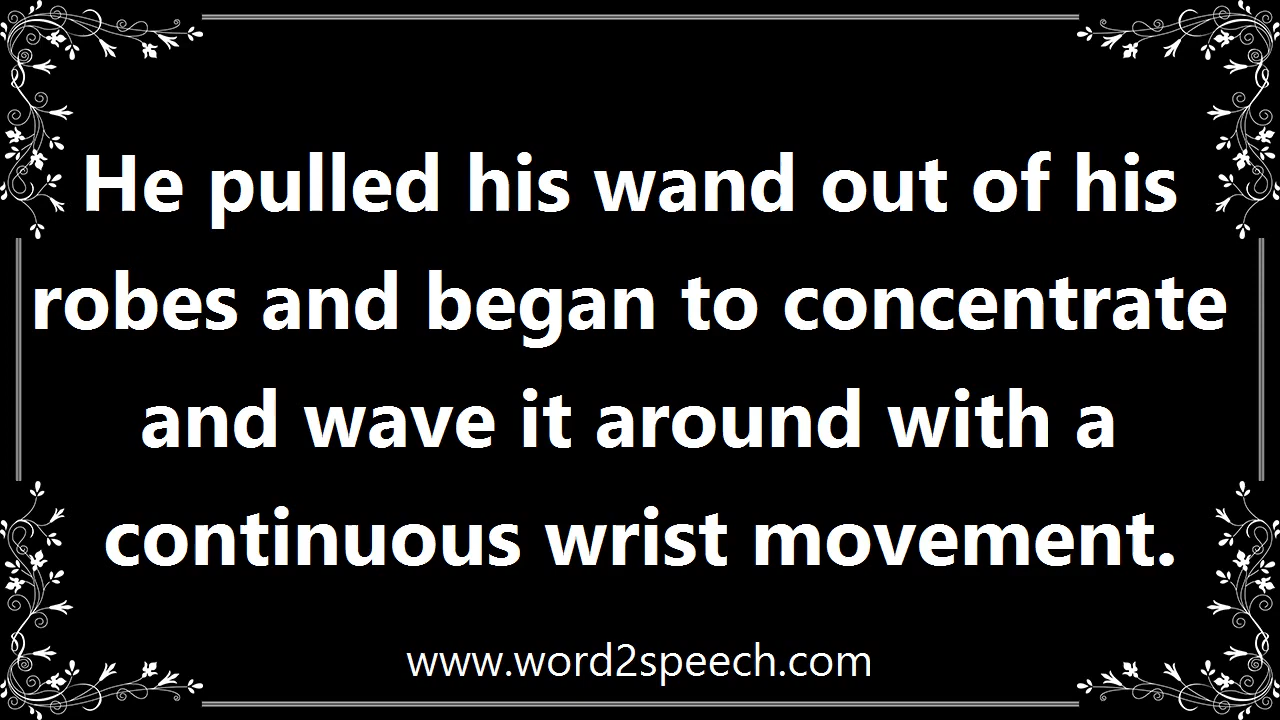 He pulled his wand out of his
robes and began to concentrate
and wave it around with a
continuous wrist movement.
www.word2speech.com